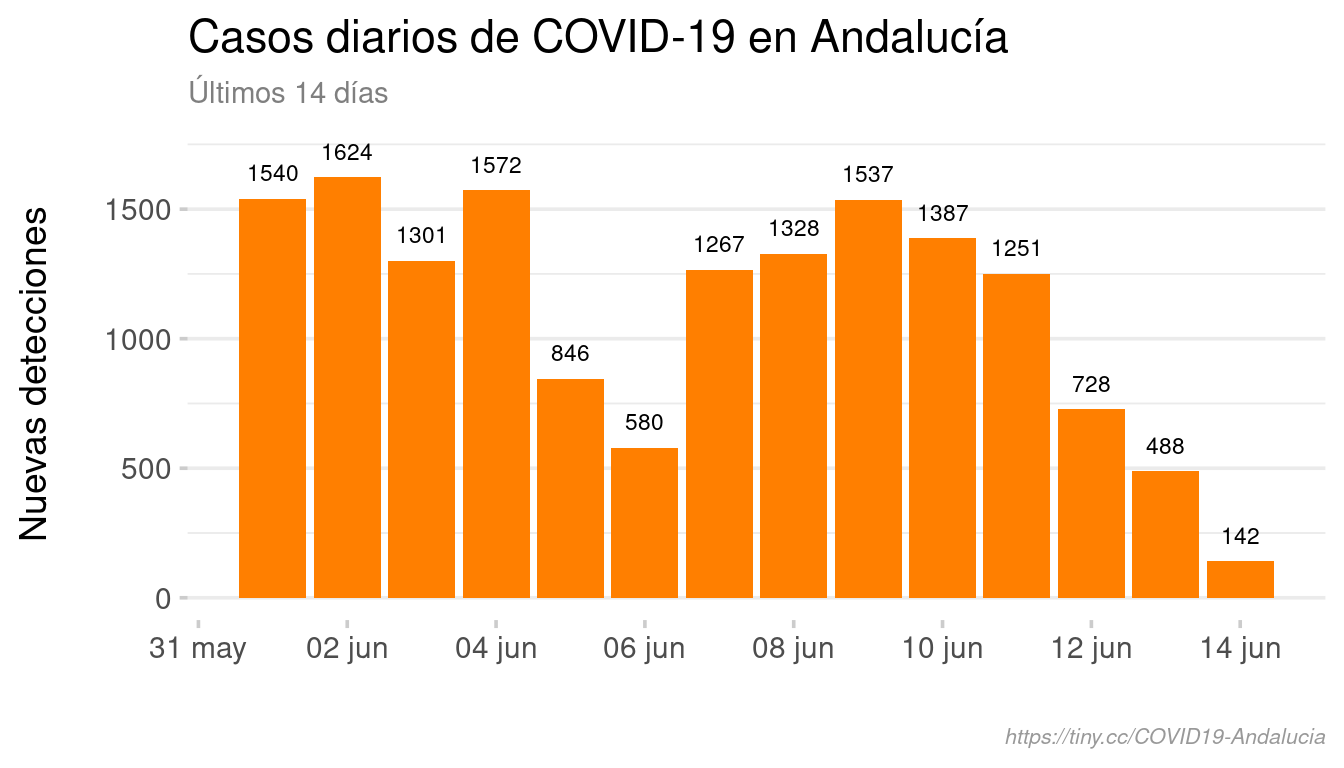 Casos diarios de COVID-19 en Andalucía
Últimos 14 días
Nuevas detecciones
1500
1000
500
0
1540
1624
1301
1572
846
580
1267
1328
1537
1387
1251
728
488
142
31 may
02 jun
04 jun
06 jun
08 jun
10 jun
12 jun
14 jun
https://tiny.cc/COVID19-Andalucia